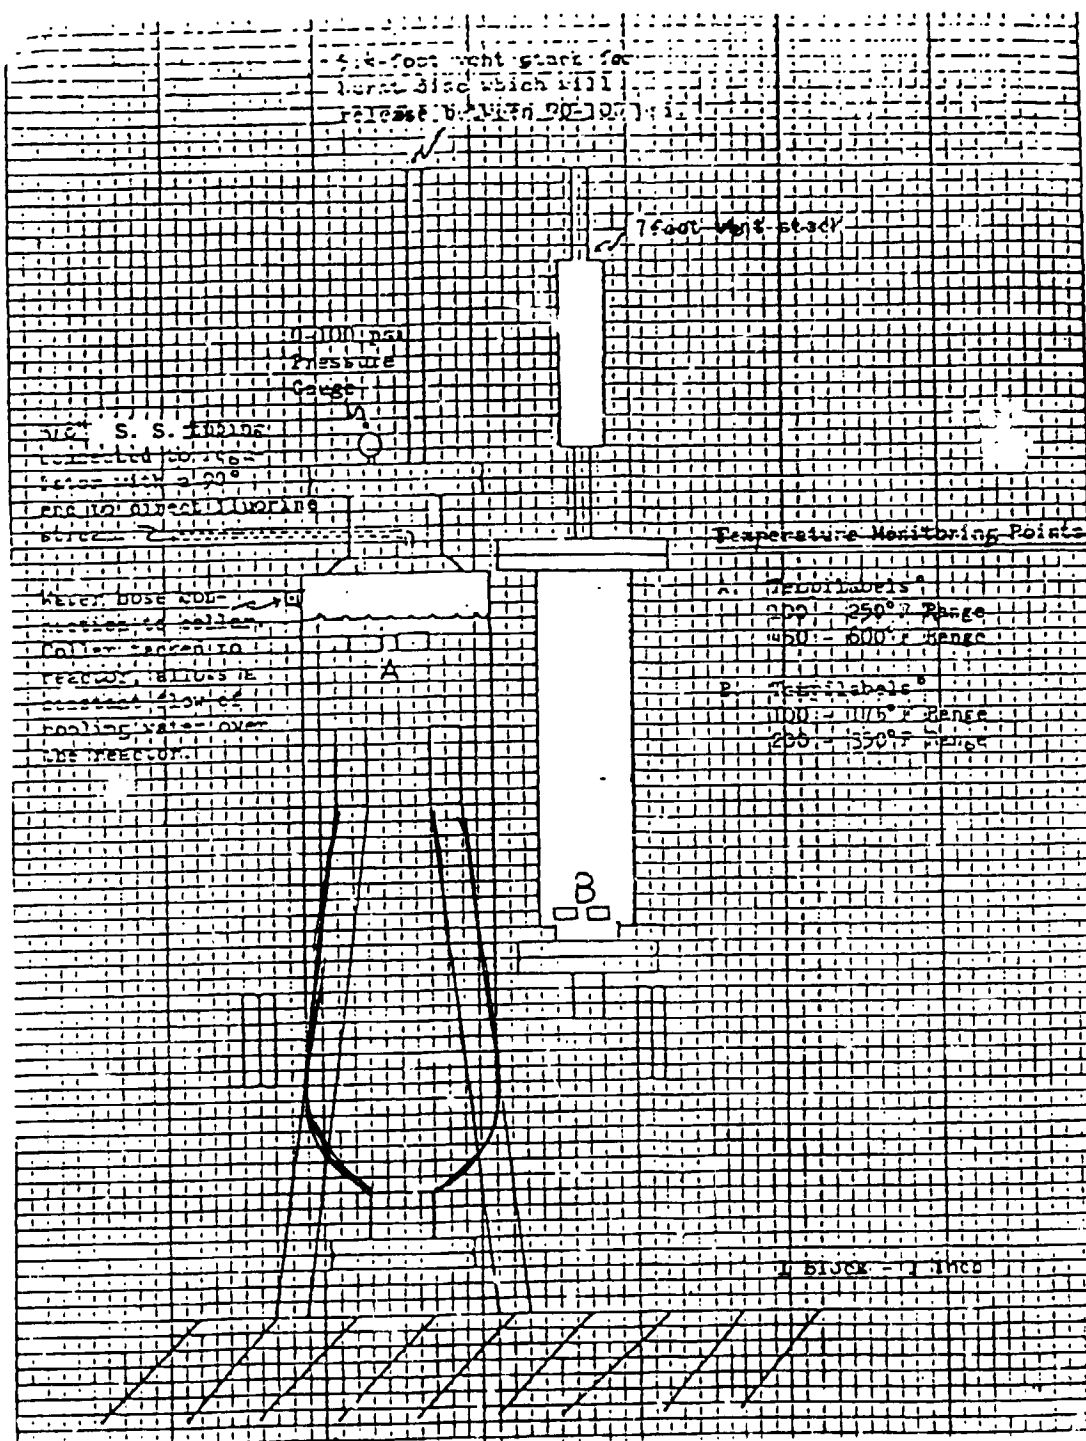 Six-foot vent stack for
burst disc which will
release between 90-100 psi.
7 foot vent stack
0-100 psi
Pressure
Gauge
S. S. tubing
connected to
with a 90°
end to direct fluorine
Water hose con-
nection to collar.
Collar to
reactor, allows a
constant flow of
cooling water over
the reactor.
A
Temperature Monitoring Points
A. Tempilabels°
- 250°F Range
450 - 600°F Range
B. Tempilabels°
100 - 175°F Range
200 - 350°F Range
B
1 block - 1 inch